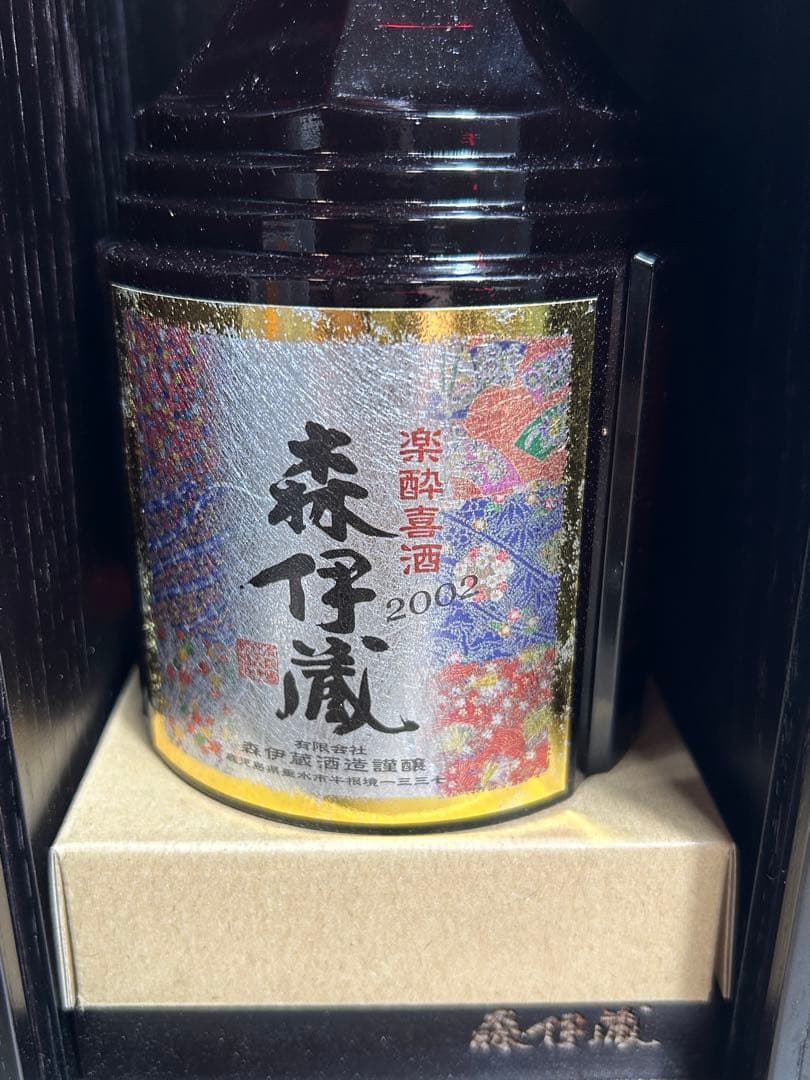 楽酔喜酒
森伊蔵
2002
有限会社
森伊蔵酒造謹醸
鹿児島県垂水市牛根境一三三七
森伊蔵